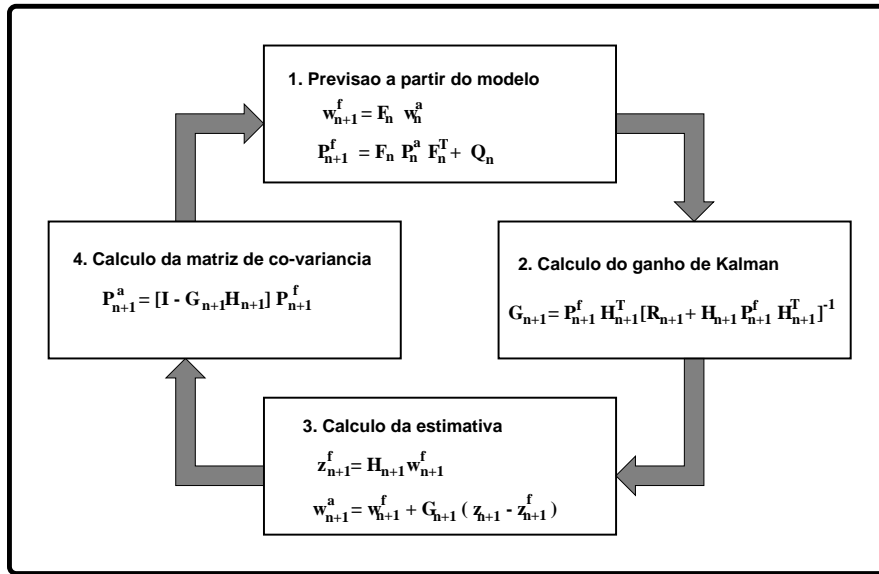 1. Previsao a partir do modelo
w^f_{n+1} = F_n w^a_n
P^f_{n+1} = F_n P^a_n F^T_n + Q_n
2. Calculo do ganho de Kalman
G_{n+1} = P^f_{n+1} H^T_{n+1} [R_{n+1} + H_{n+1} P^f_{n+1} H^T_{n+1}]^{-1}
3. Calculo da estimativa
z^f_{n+1} = H_{n+1} w^f_{n+1}
w^a_{n+1} = w^f_{n+1} + G_{n+1} ( z_{n+1} - z^f_{n+1} )
4. Calculo da matriz de co-variancia
P^a_{n+1} = [I - G_{n+1} H_{n+1}] P^f_{n+1}